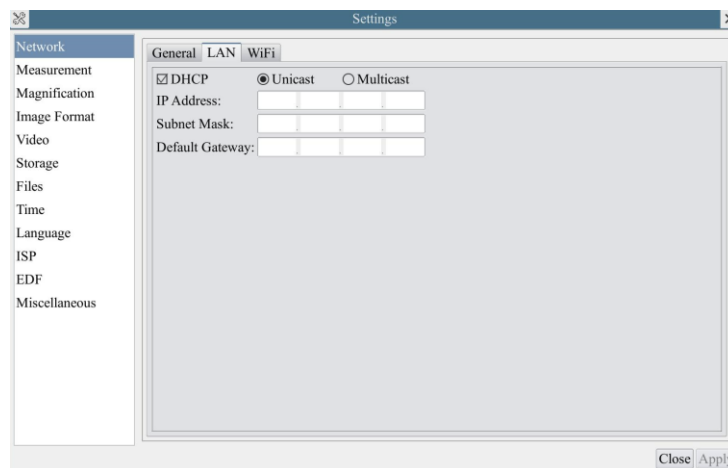 Settings
Network
Measurement
Magnification
Image Format
Video
Storage
Files
Time
Language
ISP
EDF
Miscellaneous
General LAN WiFi
DHCP Unicast Multicast
IP Address:
Subnet Mask:
Default Gateway:
Close Apply